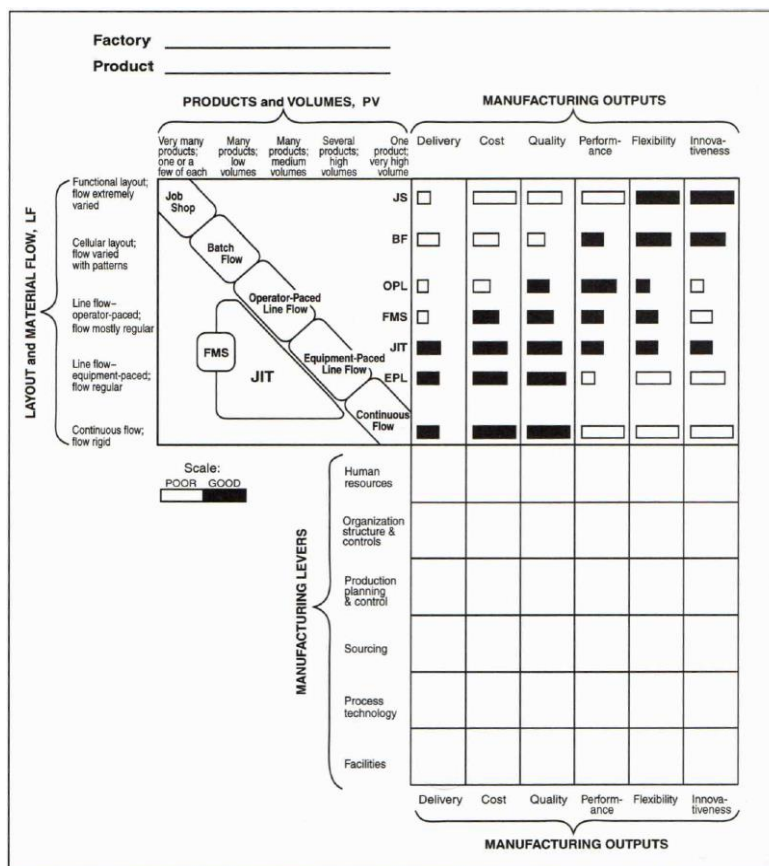 Factory
Product
PRODUCTS and VOLUMES, PV
MANUFACTURING OUTPUTS
Very many
products;
one or a
few of each
Many
products;
low
volumes
Many
products;
medium
volumes
Several
products;
high
volumes
One
product;
very high
volume
Delivery
Cost
Quality
Perform-
ance
Flexibility
Innova-
tiveness
LAYOUT and MATERIAL FLOW, LF
Functional layout;
flow extremely
varied
Cellular layout;
flow varied
with patterns
Line flow–
operator-paced;
flow mostly regular
Line flow–
equipment-paced;
flow regular
Continuous flow;
flow rigid
Job
Shop
Batch
Flow
Operator-Paced
Line Flow
FMS
JIT
Equipment-Paced
Line Flow
Continuous
Flow
JS
BF
OPL
FMS
JIT
EPL
Scale:
POOR GOOD
MANUFACTURING LEVERS
Human
resources
Organization
structure &
controls
Production
planning
& control
Sourcing
Process
technology
Facilities
Delivery
Cost
Quality
Perform-
ance
Flexibility
Innova-
tiveness
MANUFACTURING OUTPUTS